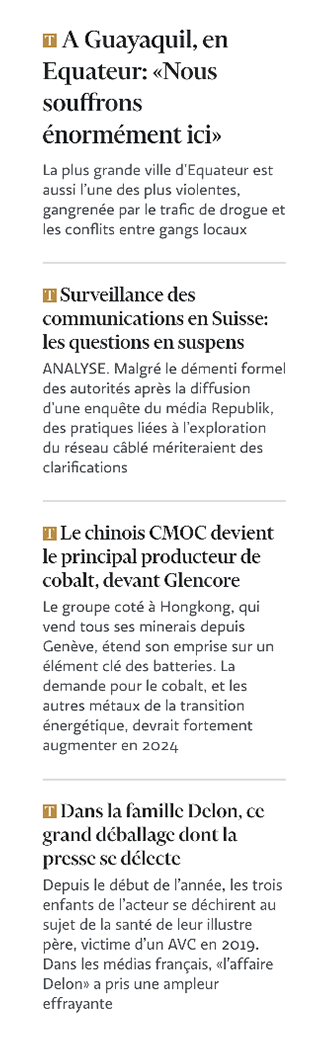 T A Guayaquil, en
Equateur: «Nous
souffrons
énormément ici»
La plus grande ville d'Equateur est
aussi l'une des plus violentes,
gangrenée par le trafic de drogue et
les conflits entre gangs locaux
T Surveillance des
communications en Suisse:
les questions en suspens
ANALYSE. Malgré le démenti formel
des autorités après la diffusion
d'une enquête du média Republik,
des pratiques liées à l'exploration
du réseau câblé mériteraient des
clarifications
T Le chinois CMOC devient
le principal producteur de
cobalt, devant Glencore
Le groupe coté à Hongkong, qui
vend tous ses minerais depuis
Genève, étend son emprise sur un
élément clé des batteries. La
demande pour le cobalt, et les
autres métaux de la transition
énergétique, devrait fortement
augmenter en 2024
T Dans la famille Delon, ce
grand déballage dont la
presse se délecte
Depuis le début de l'année, les trois
enfants de l'acteur se déchirent au
sujet de la santé de leur illustre
père, victime d'un AVC en 2019.
Dans les médias français, «l'affaire
Delon» a pris une ampleur
effrayante